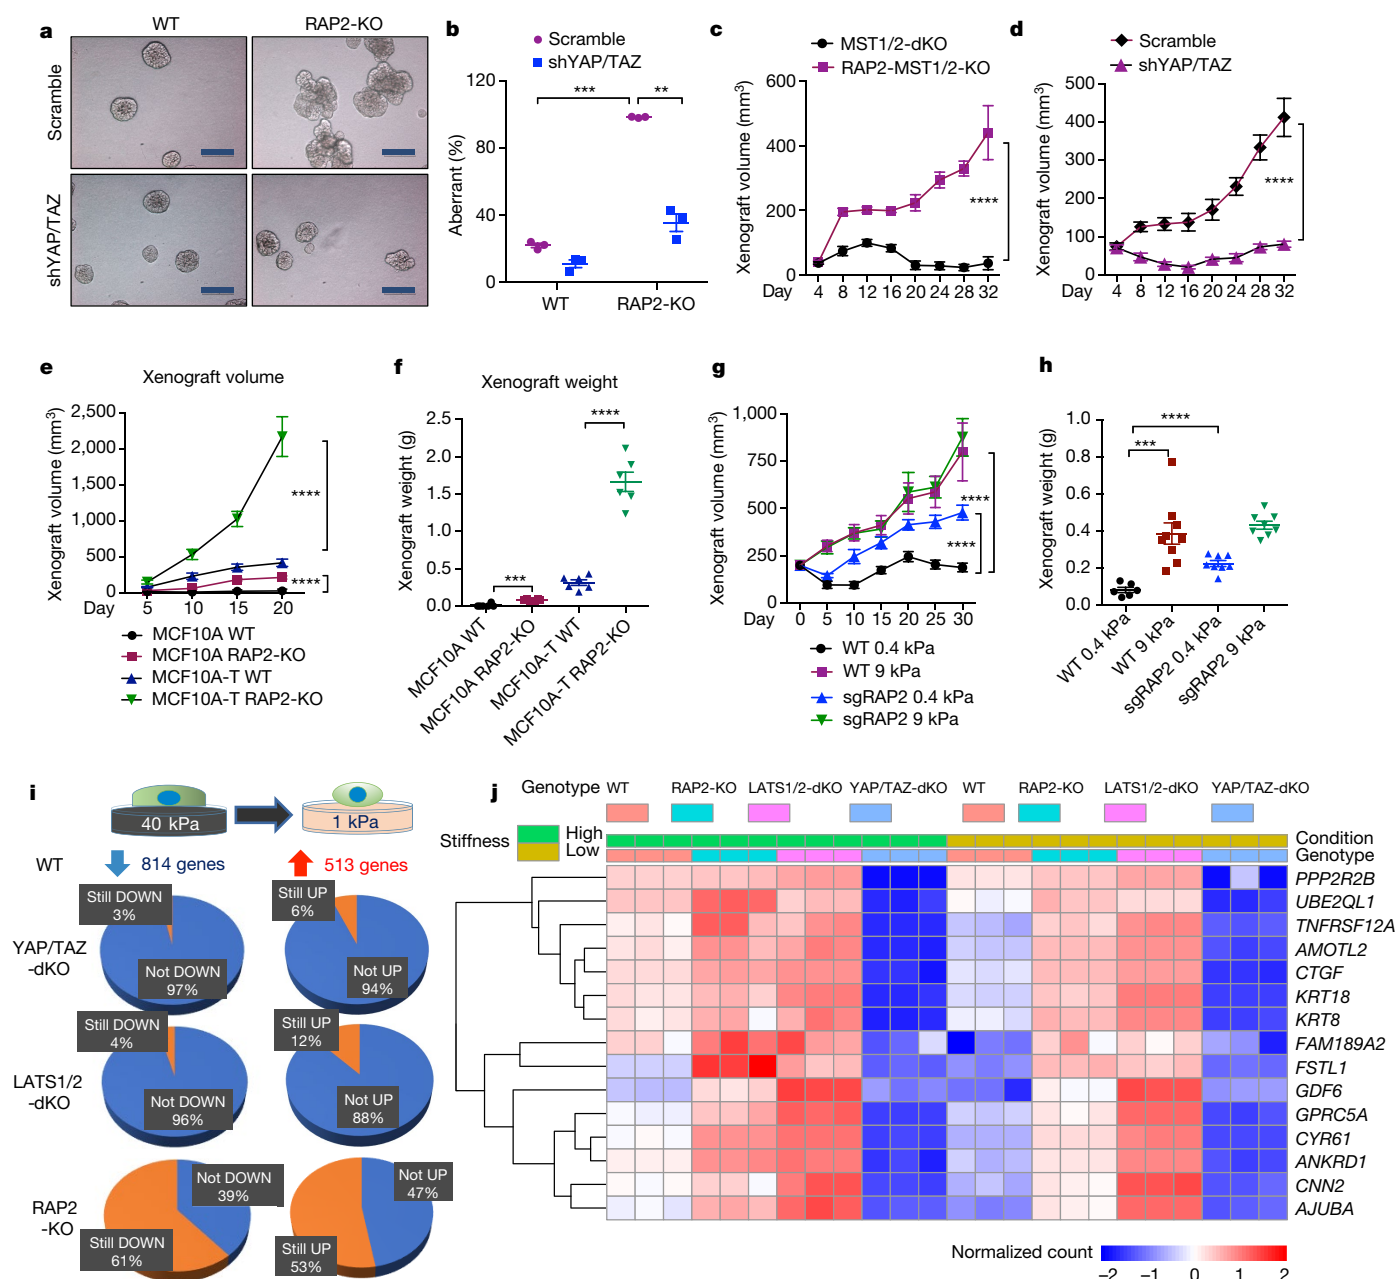 a
WT
RAP2-KO
Scramble
shYAP/TAZ
b
Scramble
shYAP/TAZ
Aberrant (%)
120
80
40
0
***
**
WT
RAP2-KO
c
MST1/2-dKO
RAP2-MST1/2-KO
Xenograft volume (mm³)
600
400
200
0
****
Day 4 8 12 16 20 24 28 32
d
Scramble
shYAP/TAZ
Xenograft volume (mm³)
500
400
300
200
100
0
****
Day 4 8 12 16 20 24 28 32
e
Xenograft volume
Xenograft volume (mm³)
2,500
2,000
1,500
1,000
500
0
****
****
Day 5 10 15 20
MCF10A WT
MCF10A RAP2-KO
MCF10A-T WT
MCF10A-T RAP2-KO
f
Xenograft weight
Xenograft weight (g)
2.5
2.0
1.5
1.0
0.5
0.0
***
****
MCF10A WT
MCF10A RAP2-KO
MCF10A-T WT
MCF10A-T RAP2-KO
g
Xenograft volume (mm³)
1,000
750
500
250
0
****
****
Day 0 5 10 15 20 25 30
WT 0.4 kPa
WT 9 kPa
sgRAP2 0.4 kPa
sgRAP2 9 kPa
h
Xenograft weight (g)
1.0
0.8
0.6
0.4
0.2
0.0
****
***
WT 0.4 kPa
WT 9 kPa
sgRAP2 0.4 kPa
sgRAP2 9 kPa
i
40 kPa
1 kPa
WT
814 genes
513 genes
YAP/TAZ
-dKO
Still DOWN
3%
Not DOWN
97%
Still UP
6%
Not UP
94%
LATS1/2
-dKO
Still DOWN
4%
Not DOWN
96%
Still UP
12%
Not UP
88%
RAP2
-KO
Not DOWN
39%
Still DOWN
61%
Not UP
47%
Still UP
53%
j
Genotype WT RAP2-KO LATS1/2-dKO YAP/TAZ-dKO WT RAP2-KO LATS1/2-dKO YAP/TAZ-dKO
Stiffness
High
Low
Condition
Genotype
PPP2R2B
UBE2QL1
TNFRSF12A
AMOTL2
CTGF
KRT18
KRT8
FAM189A2
FSTL1
GDF6
GPRC5A
CYR61
ANKRD1
CNN2
AJUBA
Normalized count
−2 −1 0 1 2